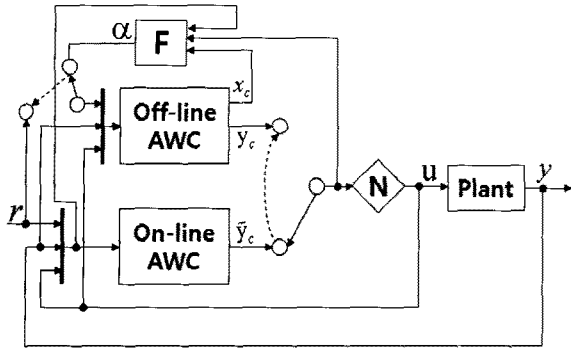 α
F
x_c
Off-line
AWC
y_c
N
u
Plant
y
r
On-line
AWC
ỹ_c